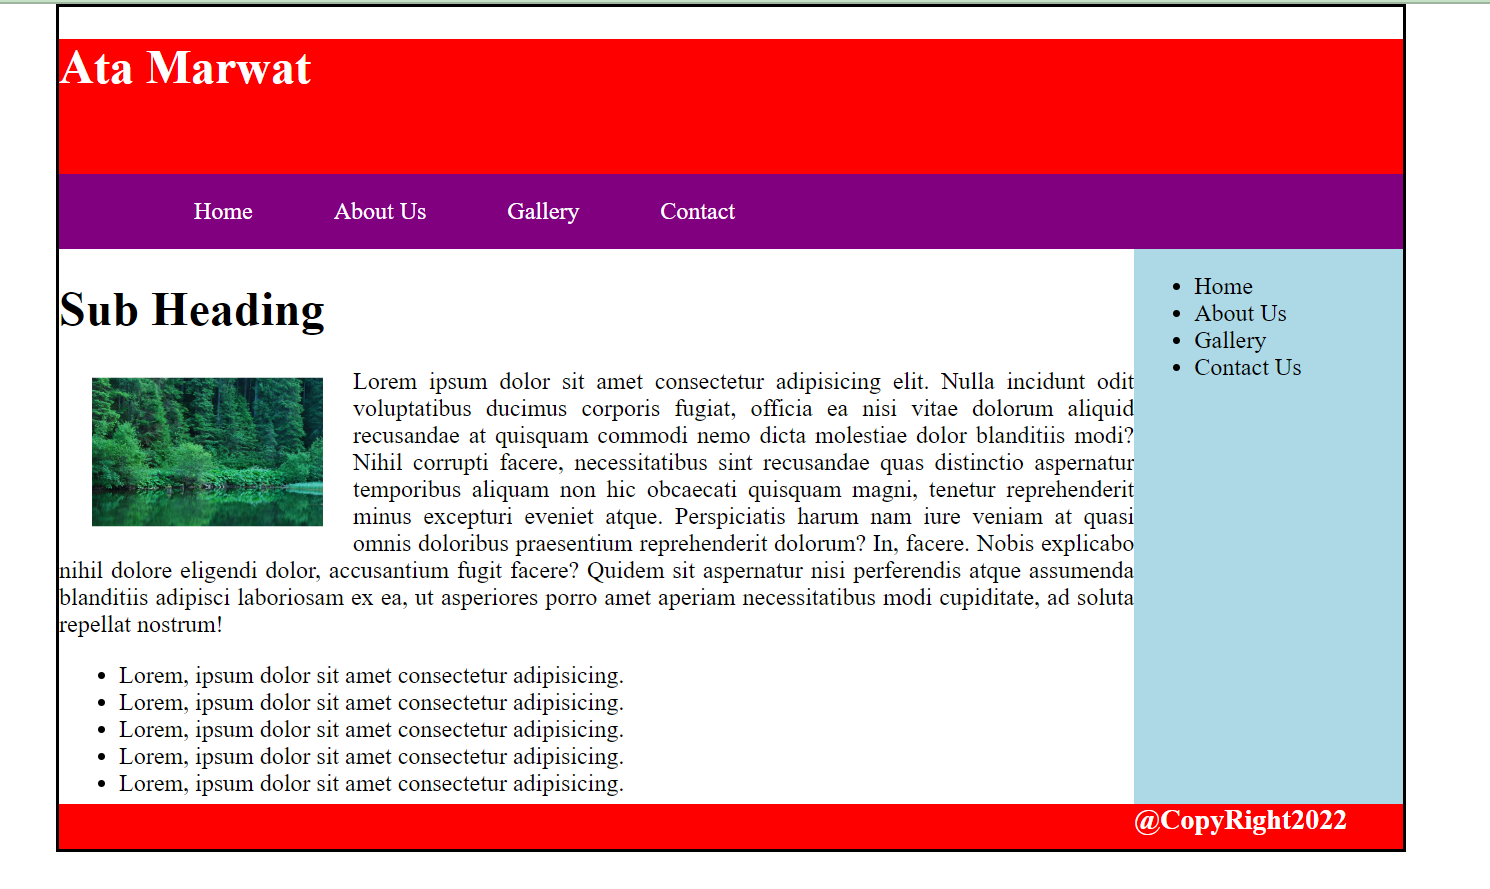 Ata Marwat
Home About Us Gallery Contact
Sub Heading
Lorem ipsum dolor sit amet consectetur adipisicing elit. Nulla incidunt odit
voluptatibus ducimus corporis fugiat, officia ea nisi vitae dolorum aliquid
recusandae at quisquam commodi nemo dicta molestiae dolor blanditiis modi?
Nihil corrupti facere, necessitatibus sint recusandae quas distinctio aspernatur
temporibus aliquam non hic obcaecati quisquam magni, tenetur reprehenderit
minus excepturi eveniet atque. Perspiciatis harum nam iure veniam at quasi
omnis doloribus praesentium reprehenderit dolorum? In, facere. Nobis explicabo
nihil dolore eligendi dolor, accusantium fugit facere? Quidem sit aspernatur nisi perferendis atque assumenda
blanditiis adipisci laboriosam ex ea, ut asperiores porro amet aperiam necessitatibus modi cupiditate, ad soluta
repellat nostrum!
• Lorem, ipsum dolor sit amet consectetur adipisicing.
• Lorem, ipsum dolor sit amet consectetur adipisicing.
• Lorem, ipsum dolor sit amet consectetur adipisicing.
• Lorem, ipsum dolor sit amet consectetur adipisicing.
• Lorem, ipsum dolor sit amet consectetur adipisicing.
• Home
• About Us
• Gallery
• Contact Us
@CopyRight2022